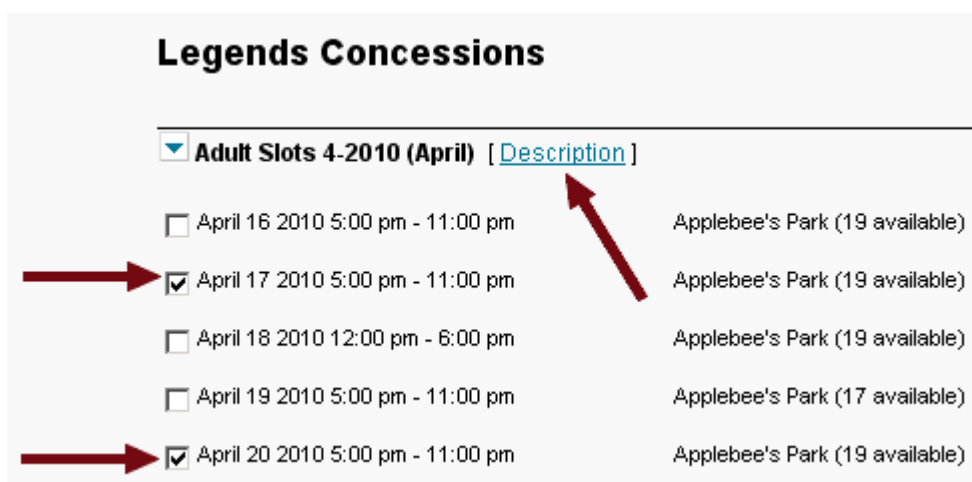 Legends Concessions
Adult Slots 4-2010 (April) [ Description ]
April 16 2010 5:00 pm - 11:00 pm Applebee's Park (19 available)
April 17 2010 5:00 pm - 11:00 pm Applebee's Park (19 available)
April 18 2010 12:00 pm - 6:00 pm Applebee's Park (19 available)
April 19 2010 5:00 pm - 11:00 pm Applebee's Park (17 available)
April 20 2010 5:00 pm - 11:00 pm Applebee's Park (19 available)